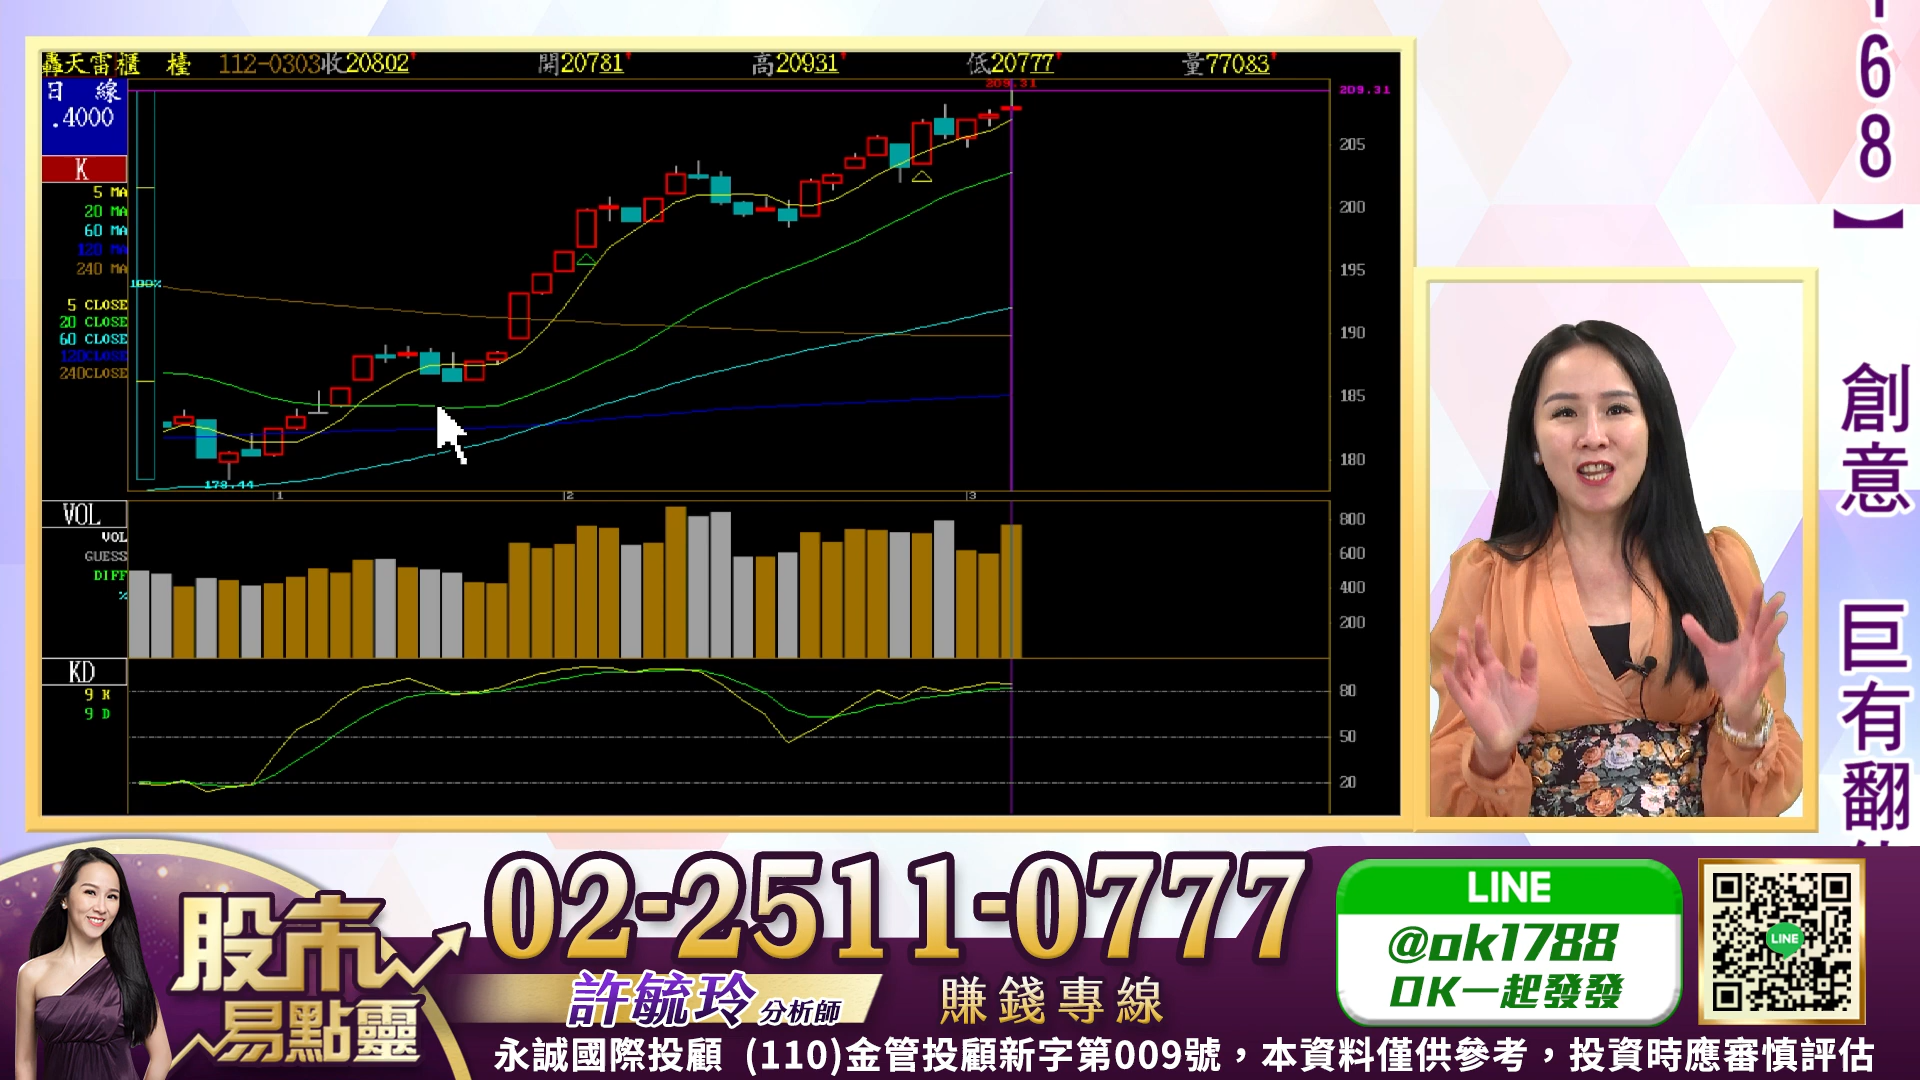 轟天雷櫃 檯 112-0303收20802 開20781 高20931 低20777 量77083
日 線
.4000
K
5 MA
20 MA
60 MA
120 MA
240 MA
100%
5 CLOSE
20 CLOSE
60 CLOSE
120CLOSE
240CLOSE
209.31
209.31
205
200
195
190
185
180
178.44
1
2
3
VOL
VOL
GUESS
DIFF
%
800
600
400
200
KD
9 K
9 D
80
50
20
68】 創意 巨有翻
股市
易點靈
02-2511-0777
許毓玲 分析師
賺錢專線
LINE
@ok1788
OK一起發發
LINE
永誠國際投顧 (110)金管投顧新字第009號，本資料僅供參考，投資時應審慎評估